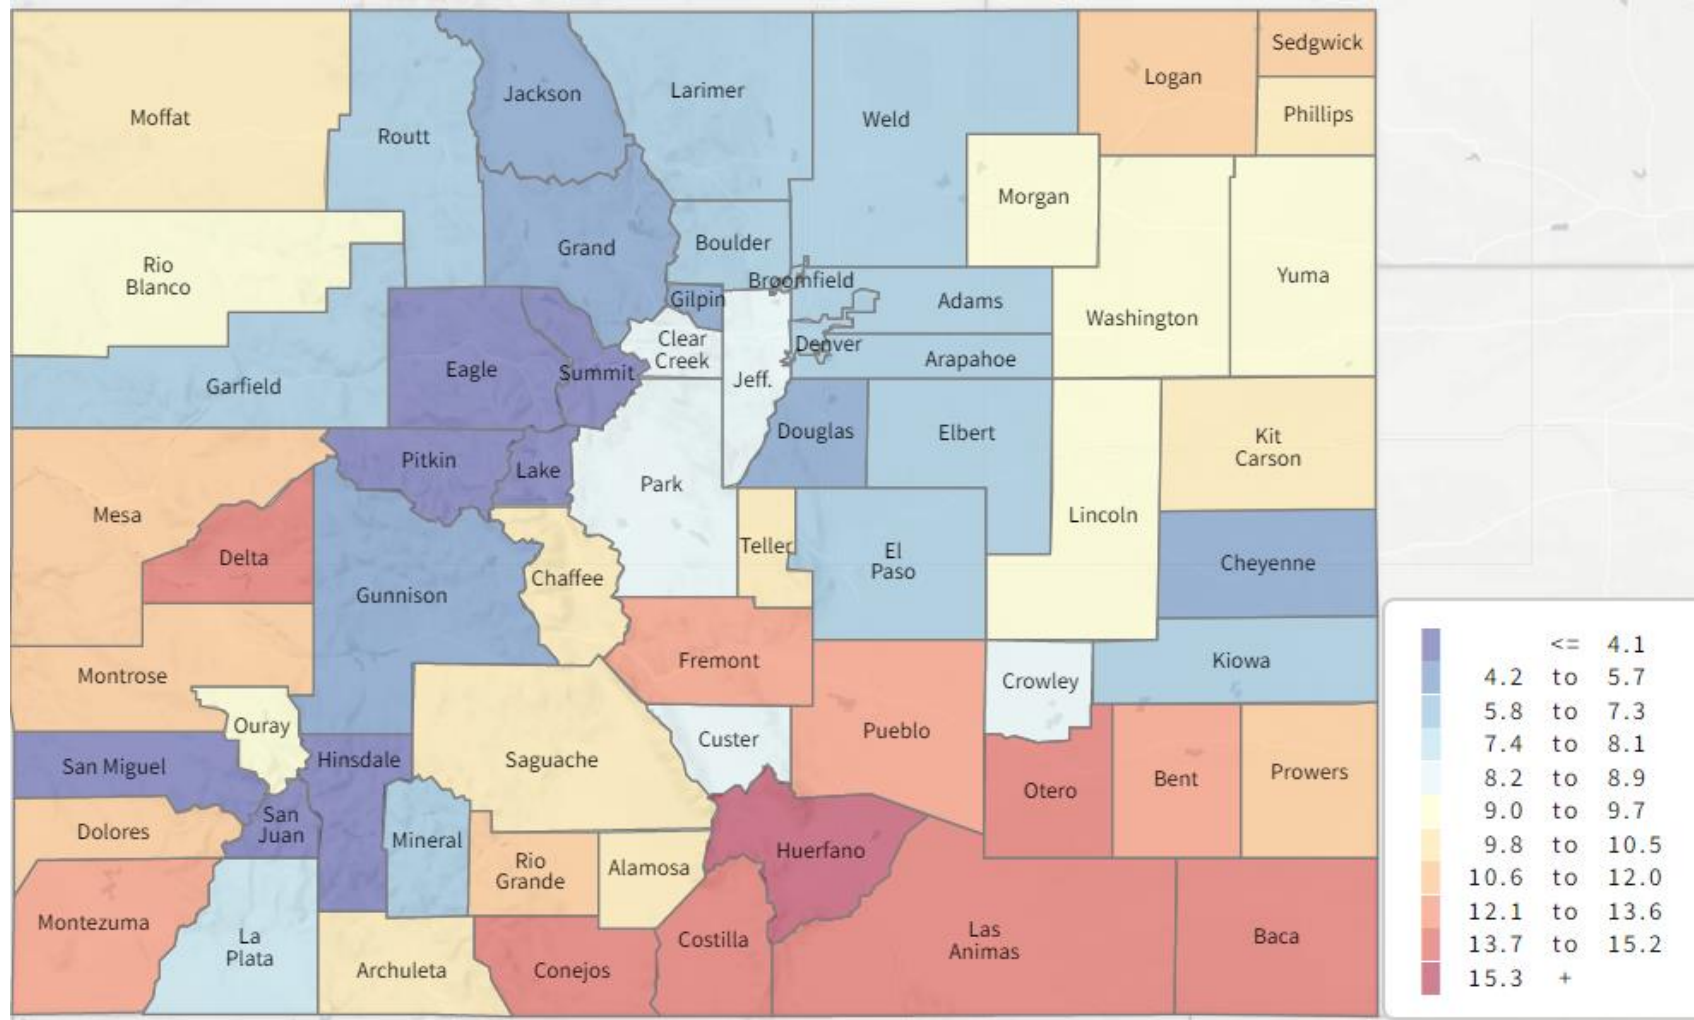 Sedgwick
Logan
Jackson
Larimer
Phillips
Moffat
Weld
Routt
Morgan
Grand
Boulder
Rio
Blanco
Yuma
Broomfield
Gilpin
Adams
Washington
Clear
Creek
Denver
Arapahoe
Eagle
Summit
Jeff.
Garfield
Douglas
Elbert
Kit
Carson
Pitkin
Lake
Park
Mesa
Lincoln
Teller
El
Paso
Delta
Cheyenne
Chaffee
Gunnison
Fremont
Kiowa
Montrose
Crowley
Ouray
Custer
Pueblo
San Miguel
Hinsdale
Saguache
Otero
Bent
Prowers
San
Juan
Dolores
Mineral
Huerfano
Rio
Grande
Alamosa
Montezuma
La
Plata
Archuleta
Conejos
Costilla
Las
Animas
Baca
<= 4.1
4.2 to 5.7
5.8 to 7.3
7.4 to 8.1
8.2 to 8.9
9.0 to 9.7
9.8 to 10.5
10.6 to 12.0
12.1 to 13.6
13.7 to 15.2
15.3 +